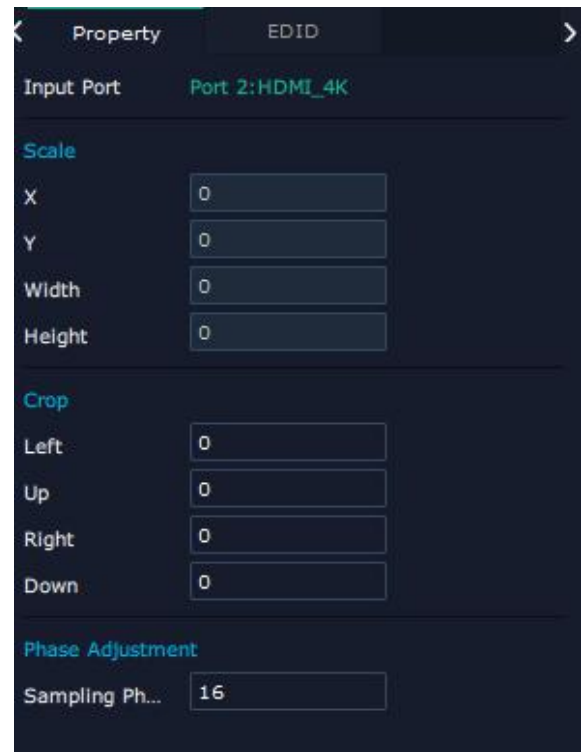 Property EDID
Input Port Port 2:HDMI_4K
Scale
X 0
Y 0
Width 0
Height 0
Crop
Left 0
Up 0
Right 0
Down 0
Phase Adjustment
Sampling Ph... 16